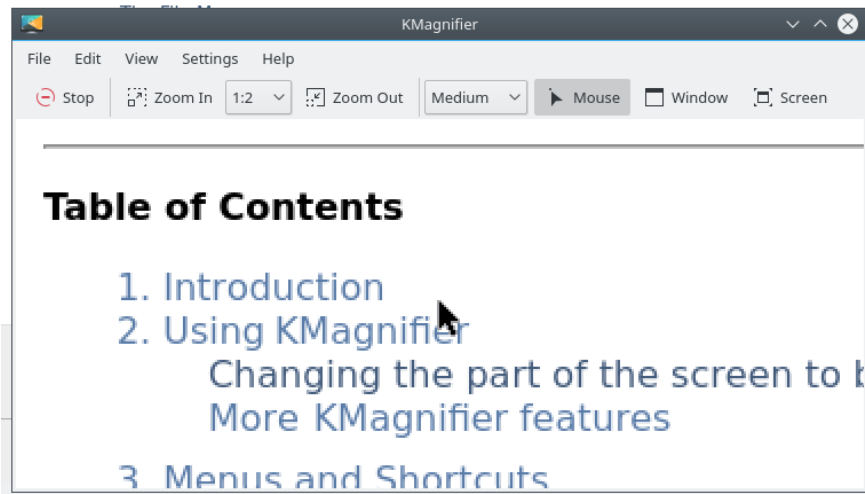 KMagnifier
File Edit View Settings Help
Stop Zoom In 1:2 Zoom Out Medium Mouse Window Screen
Table of Contents
1. Introduction
2. Using KMagnifier
Changing the part of the screen to
More KMagnifier features
3. Menus and Shortcuts